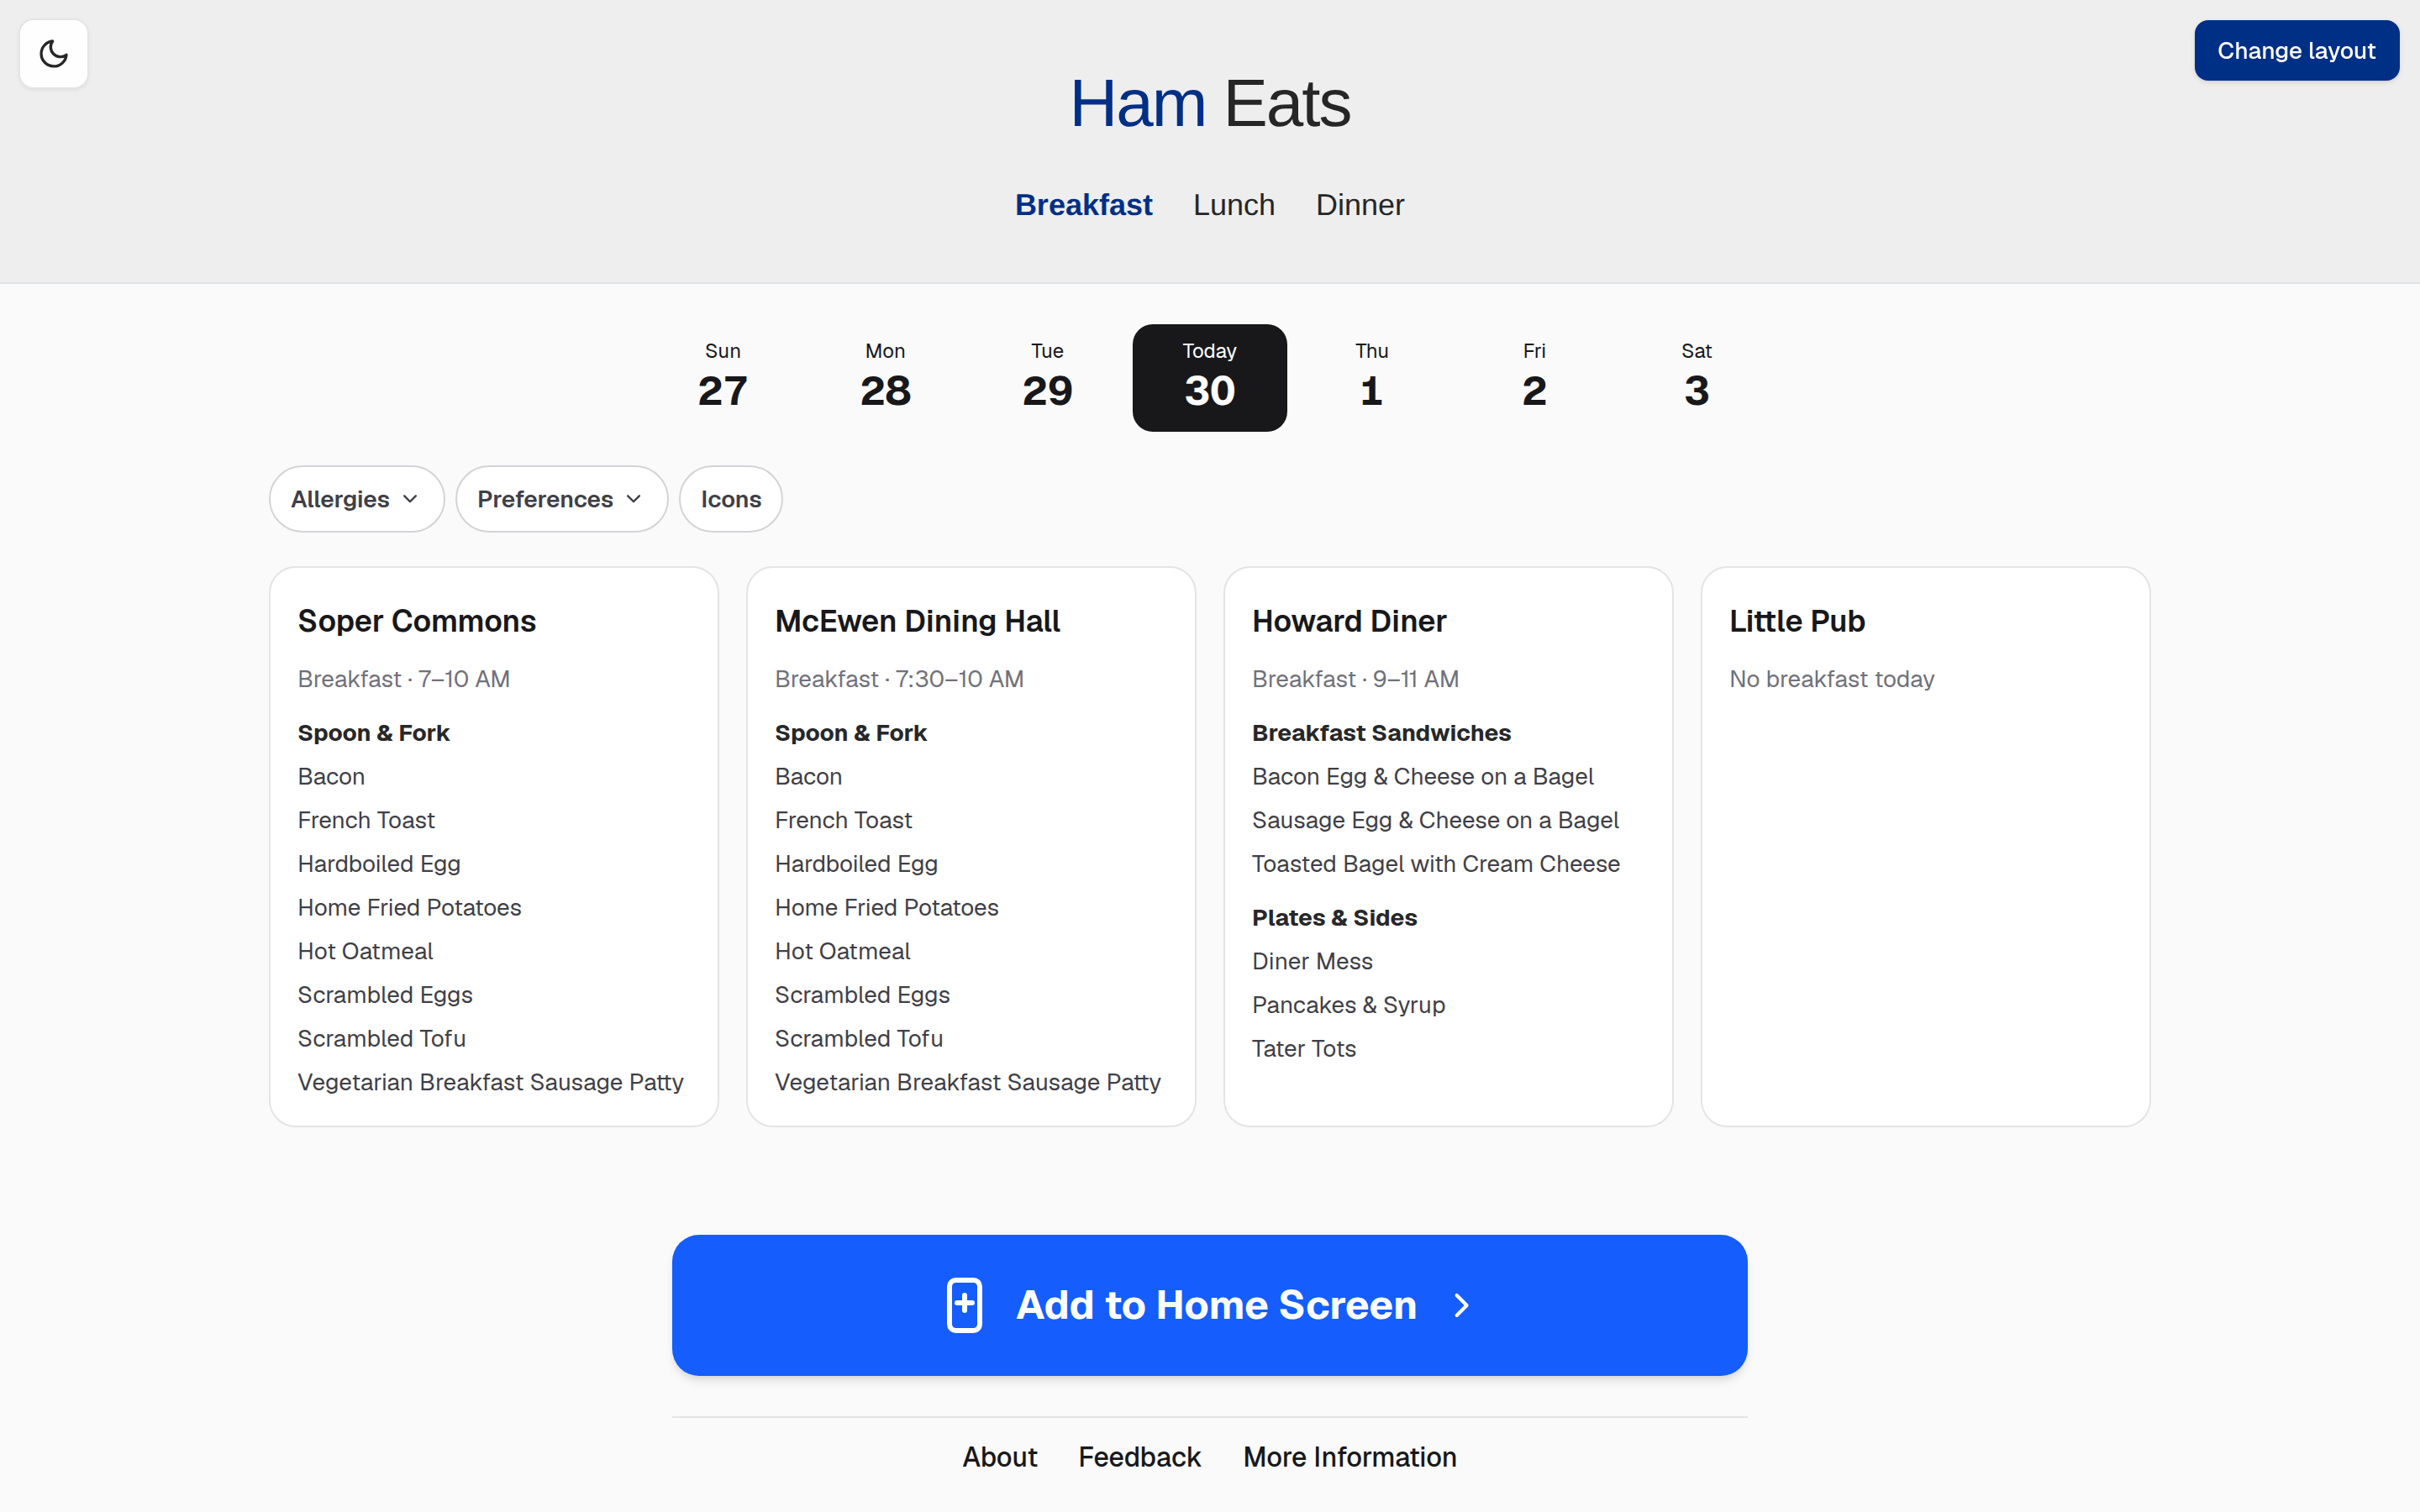 Change layout
Ham Eats
Breakfast Lunch Dinner
Sun Mon Tue Today Thu Fri Sat
27 28 29 30 1 2 3
Allergies Preferences Icons
Soper Commons
Breakfast · 7–10 AM
Spoon & Fork
Bacon
French Toast
Hardboiled Egg
Home Fried Potatoes
Hot Oatmeal
Scrambled Eggs
Scrambled Tofu
Vegetarian Breakfast Sausage Patty
McEwen Dining Hall
Breakfast · 7:30–10 AM
Spoon & Fork
Bacon
French Toast
Hardboiled Egg
Home Fried Potatoes
Hot Oatmeal
Scrambled Eggs
Scrambled Tofu
Vegetarian Breakfast Sausage Patty
Howard Diner
Breakfast · 9–11 AM
Breakfast Sandwiches
Bacon Egg & Cheese on a Bagel
Sausage Egg & Cheese on a Bagel
Toasted Bagel with Cream Cheese
Plates & Sides
Diner Mess
Pancakes & Syrup
Tater Tots
Little Pub
No breakfast today
Add to Home Screen
About Feedback More Information